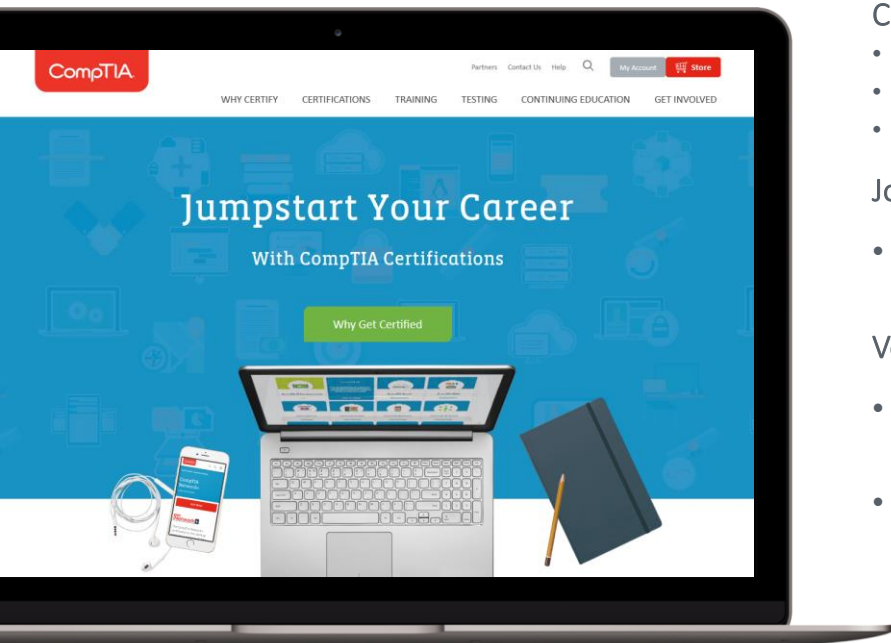 CompTIA.
Partners Contact Us Help My Account Store
WHY CERTIFY CERTIFICATIONS TRAINING TESTING CONTINUING EDUCATION GET INVOLVED
Jumpstart Your Career
With CompTIA Certifications
Why Get Certified
C
•
•
•
Jo
•
V
•
•